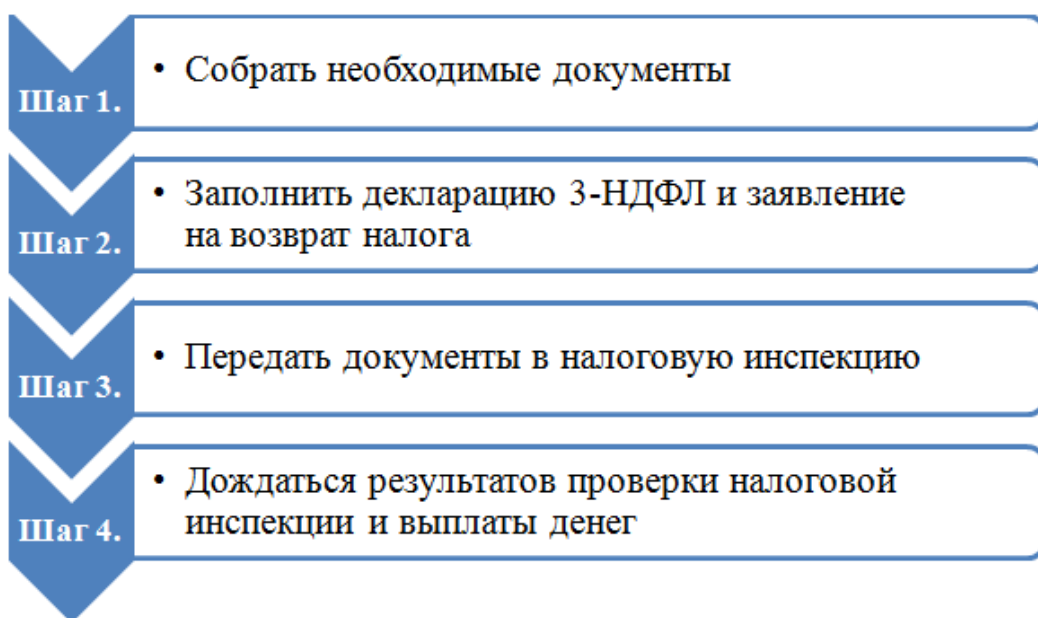 Шаг 1.
• Собрать необходимые документы
Шаг 2.
• Заполнить декларацию 3-НДФЛ и заявление
на возврат налога
Шаг 3.
• Передать документы в налоговую инспекцию
Шаг 4.
• Дождаться результатов проверки налоговой
инспекции и выплаты денег